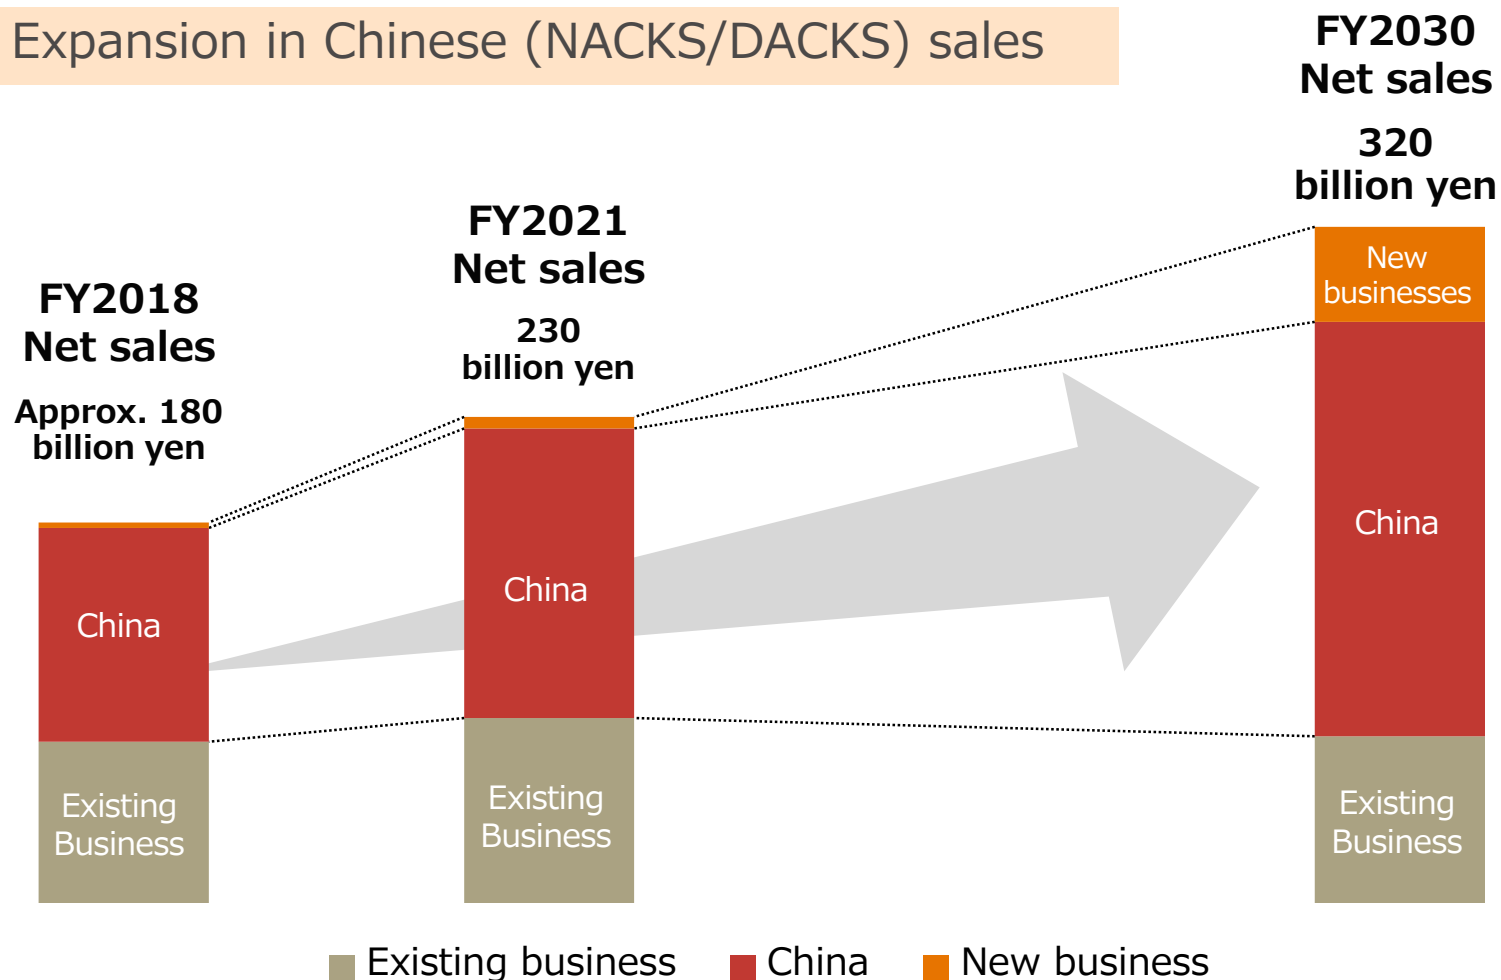 Expansion in Chinese (NACKS/DACKS) sales
FY2018
Net sales
Approx. 180
billion yen
China
Existing
Business
FY2021
Net sales
230
billion yen
China
Existing
Business
FY2030
Net sales
320
billion yen
New
businesses
China
Existing
Business
Existing business
China
New business